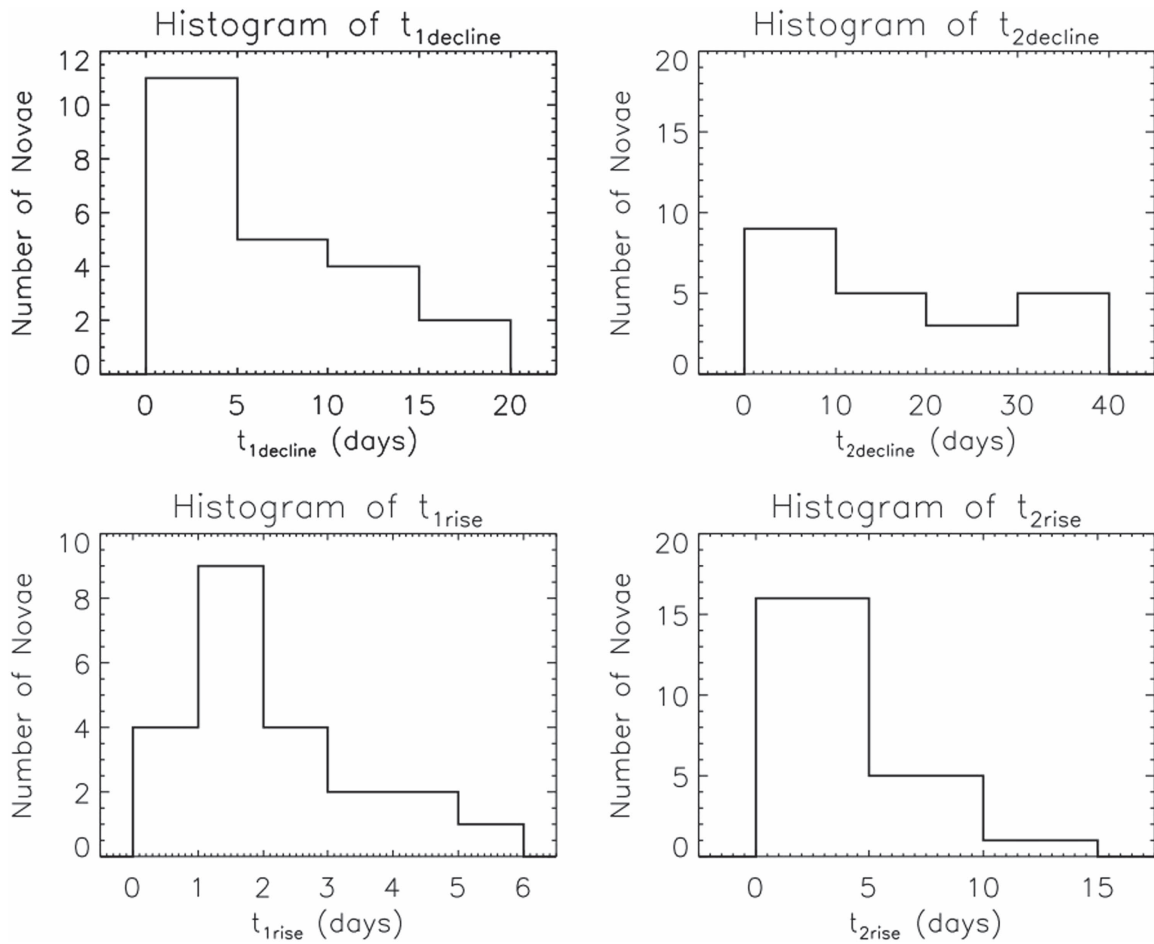 Histogram of t1decline
12
10
8
6
4
2
0
Number of Novae
0 5 10 15 20
t1decline (days)
Histogram of t2decline
20
15
10
5
0
Number of Novae
0 10 20 30 40
t2decline (days)
Histogram of t1rise
10
8
6
4
2
0
Number of Novae
0 1 2 3 4 5 6
t1rise (days)
Histogram of t2rise
20
15
10
5
0
Number of Novae
0 5 10 15
t2rise (days)